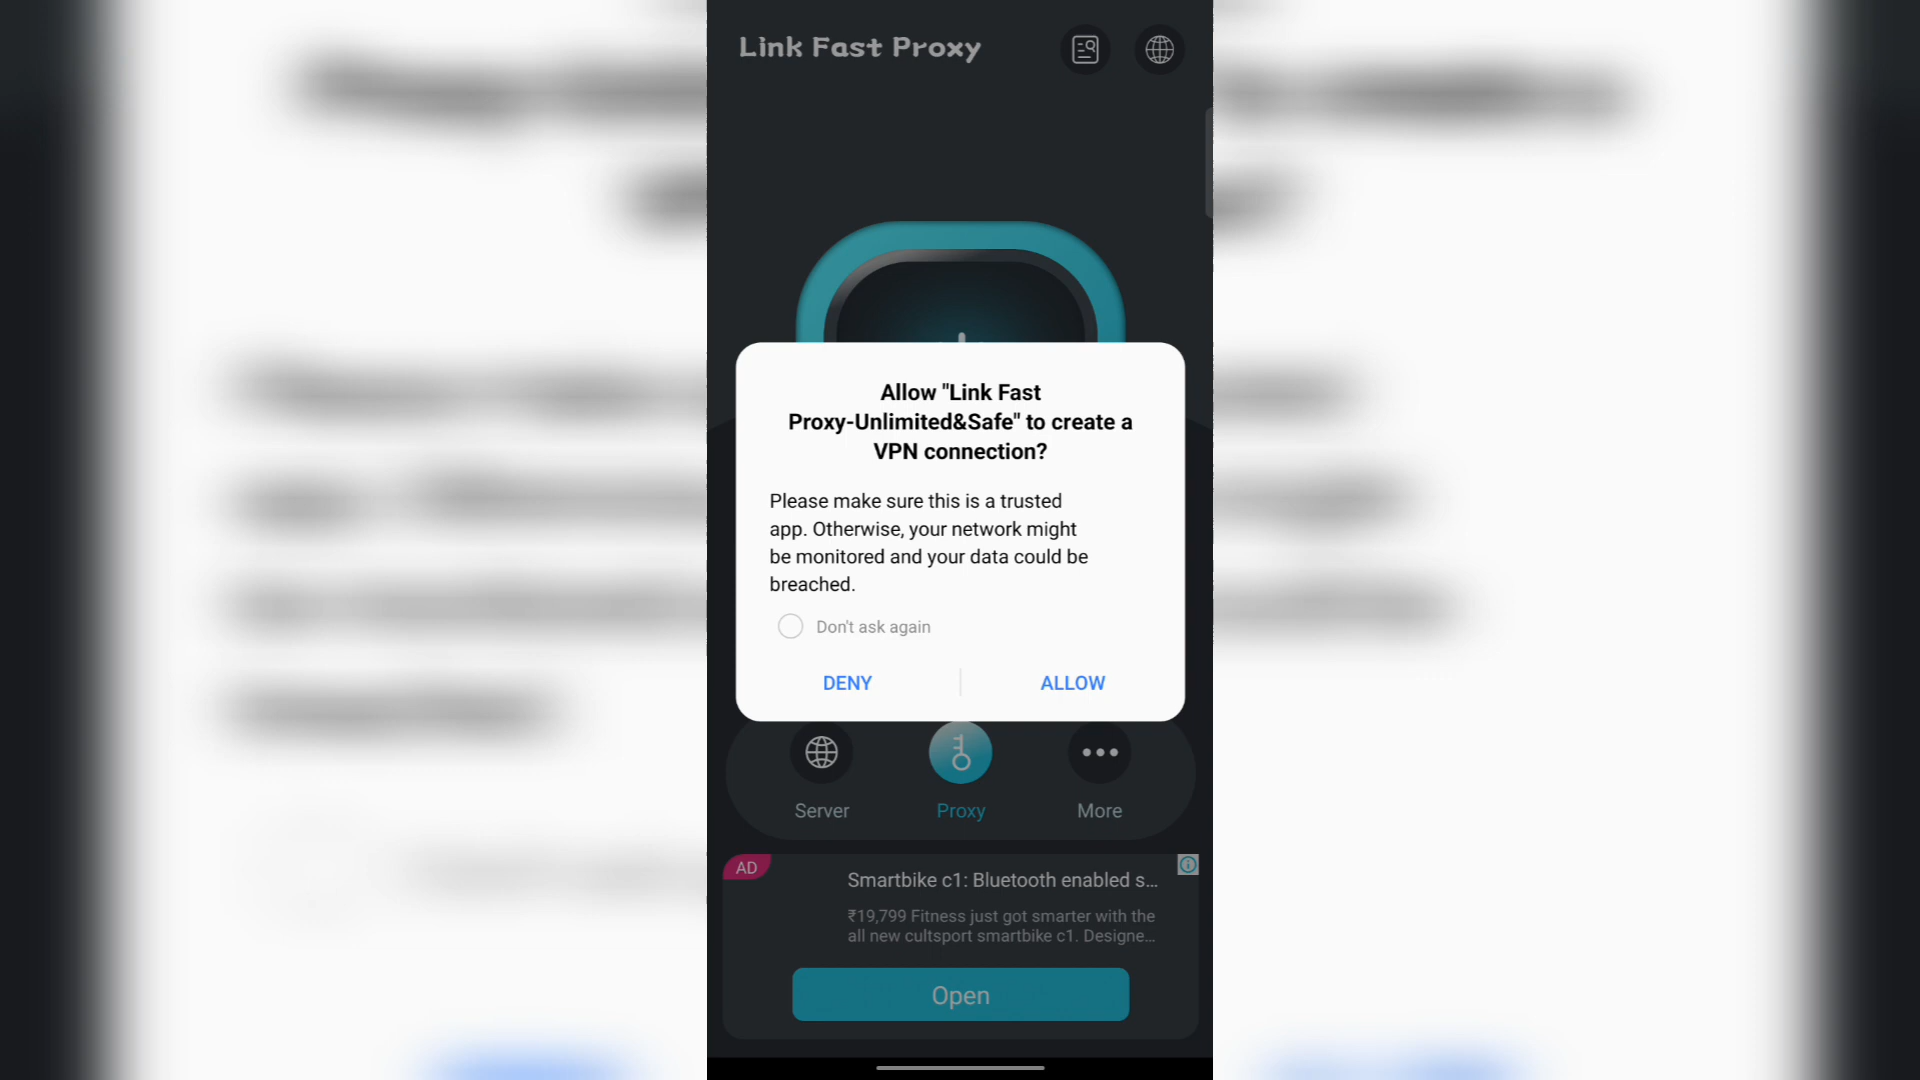 Link Fast Proxy
Allow "Link Fast
Proxy-Unlimited&Safe" to create a
VPN connection?
Please make sure this is a trusted
app. Otherwise, your network might
be monitored and your data could be
breached.
Don't ask again
DENY
ALLOW
Server
Proxy
More
AD
Smartbike c1: Bluetooth enabled s...
₹19,799 Fitness just got smarter with the
all new cultsport smartbike c1. Designe...
Open